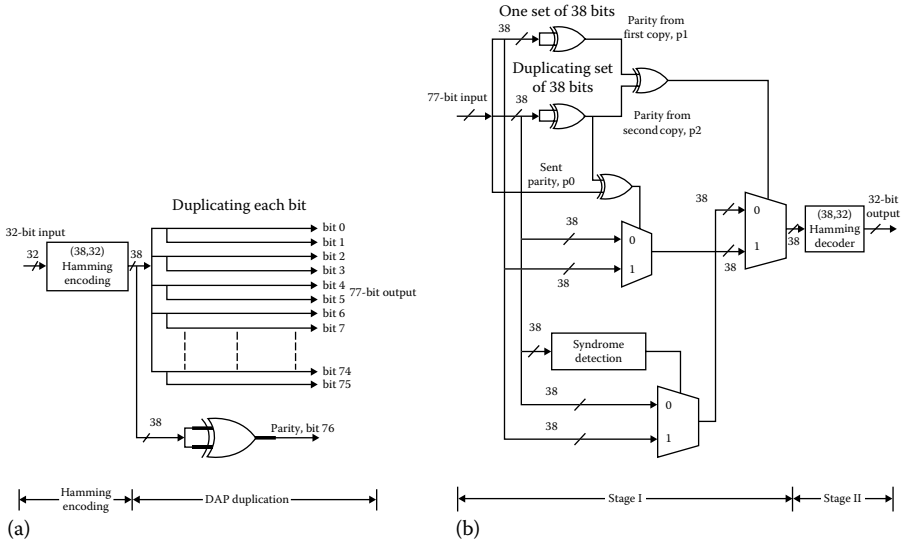 Duplicating each bit
32-bit input
32
(38,32)
Hamming
encoding
38
bit 0
bit 1
bit 2
bit 3
bit 4
bit 5
77-bit output
bit 6
bit 7
bit 74
bit 75
38
Parity, bit 76
Hamming
encoding
DAP duplication
(a)
One set of 38 bits
38
Parity from
first copy, p1
Duplicating set
of 38 bits
77-bit input
38
Parity from
second copy, p2
Sent
parity, p0
38
0
1
38
38
0
1
38
38
(38,32)
Hamming
decoder
32-bit
output
38
Syndrome
detection
38
0
38
1
Stage I
Stage II
(b)